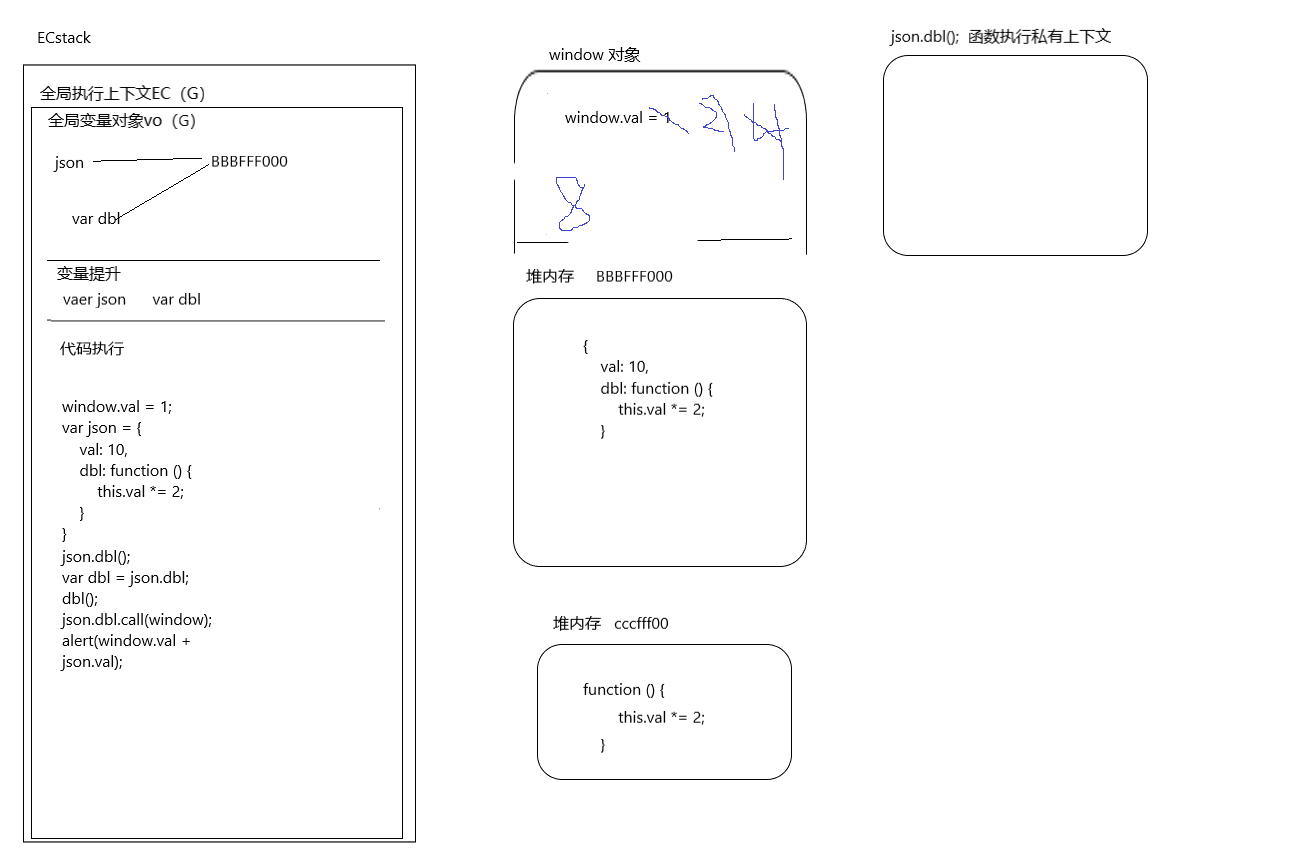 ECstack
全局执行上下文EC（G）
全局变量对象vo（G）
json
BBBFFF000
var dbl
变量提升
vaer json var dbl
代码执行
window.val = 1;
var json = {
val: 10,
dbl: function () {
this.val *= 2;
}
}
json.dbl();
var dbl = json.dbl;
dbl();
json.dbl.call(window);
alert(window.val +
json.val);
window 对象
window.val = 1 2 4
8
堆内存 BBBFFF000
{
val: 10,
dbl: function () {
this.val *= 2;
}
堆内存 cccfff00
function () {
this.val *= 2;
}
json.dbl(); 函数执行私有上下文